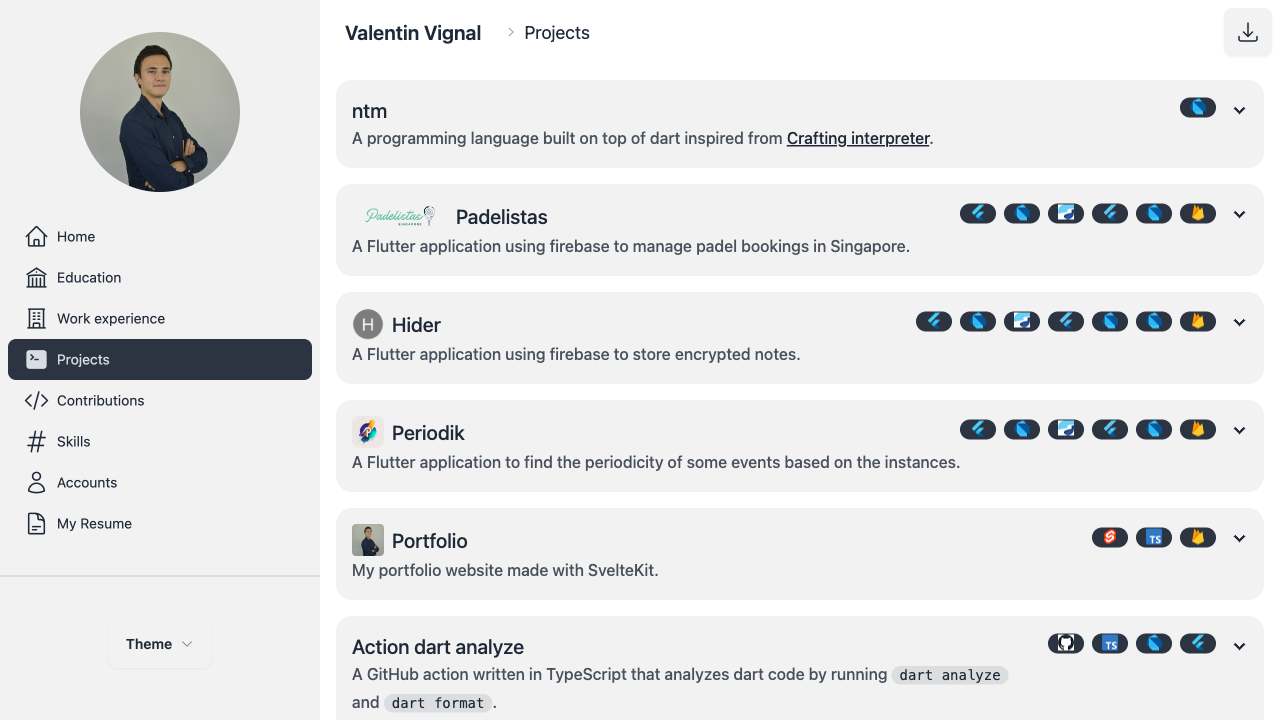 Valentin Vignal
Projects
Home
Education
Work experience
Projects
Contributions
Skills
Accounts
My Resume
Theme
ntm
A programming language built on top of dart inspired from Crafting interpreter.
Padelistas
SINGAPORE
Padelistas
A Flutter application using firebase to manage padel bookings in Singapore.
H
Hider
A Flutter application using firebase to store encrypted notes.
Periodik
A Flutter application to find the periodicity of some events based on the instances.
Portfolio
TS
My portfolio website made with SvelteKit.
Action dart analyze
TS
A GitHub action written in TypeScript that analyzes dart code by running dart analyze
and dart format.